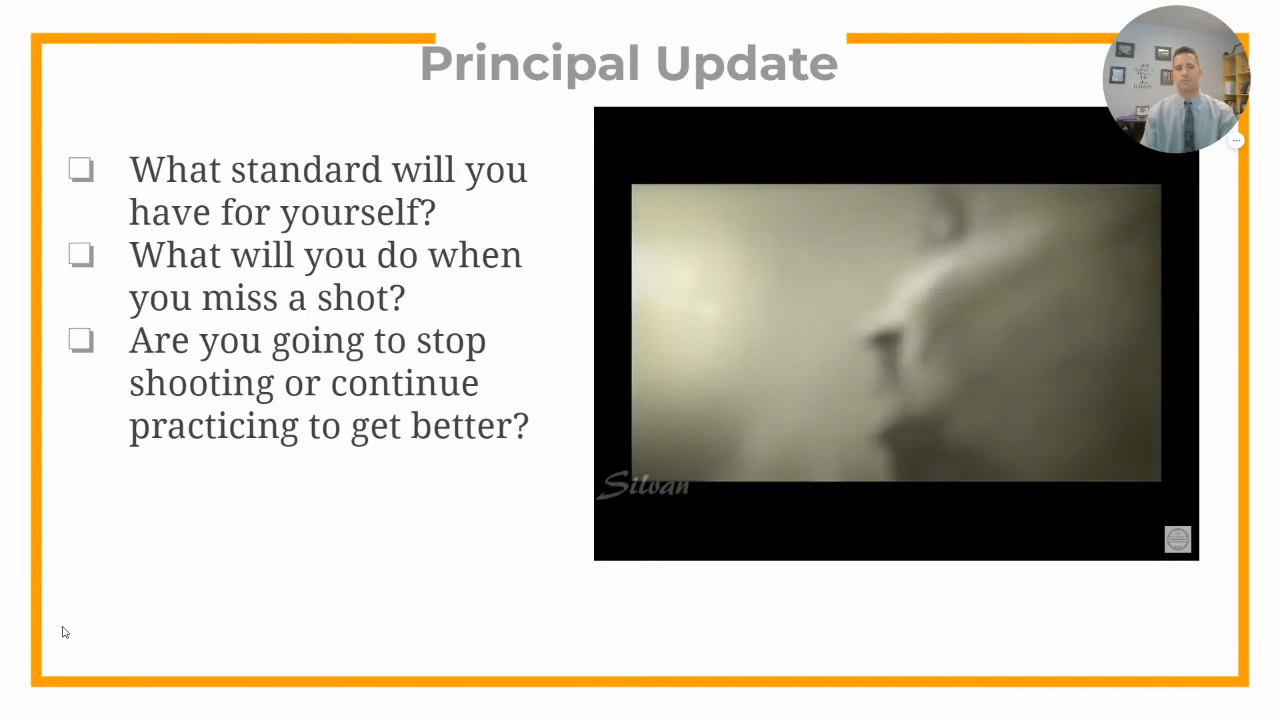 Principal Update
What standard will you
have for yourself?
What will you do when
you miss a shot?
Are you going to stop
shooting or continue
practicing to get better?
Silvan